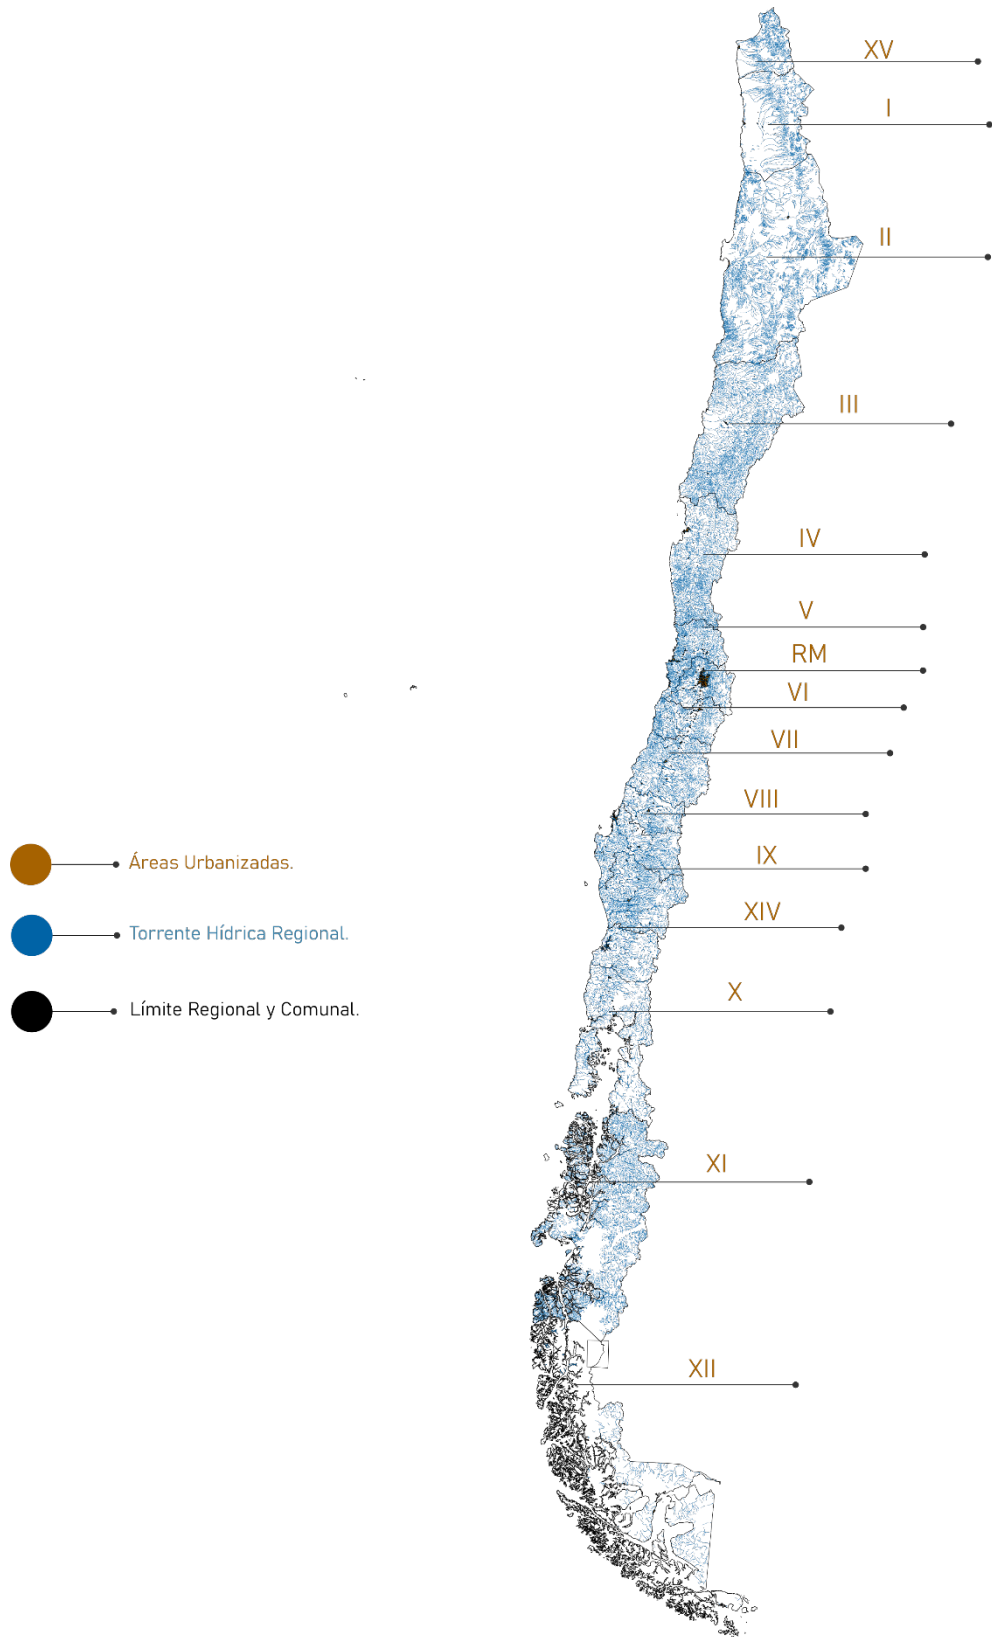 XV
I
II
III
IV
V
RM
VI
VII
VIII
Áreas Urbanizadas.
IX
XIV
Torrente Hídrica Regional.
X
Límite Regional y Comunal.
XI
XII